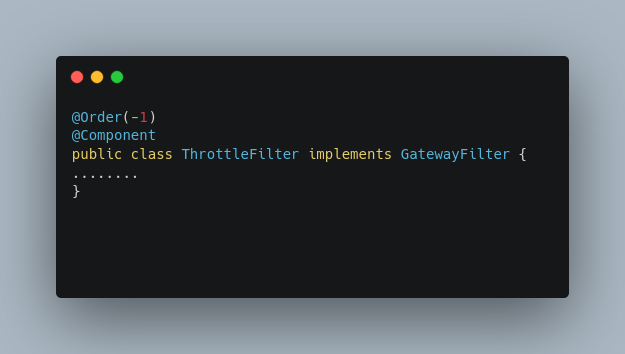 @Order(-1)
@Component
public class ThrottleFilter implements GatewayFilter {
........
}